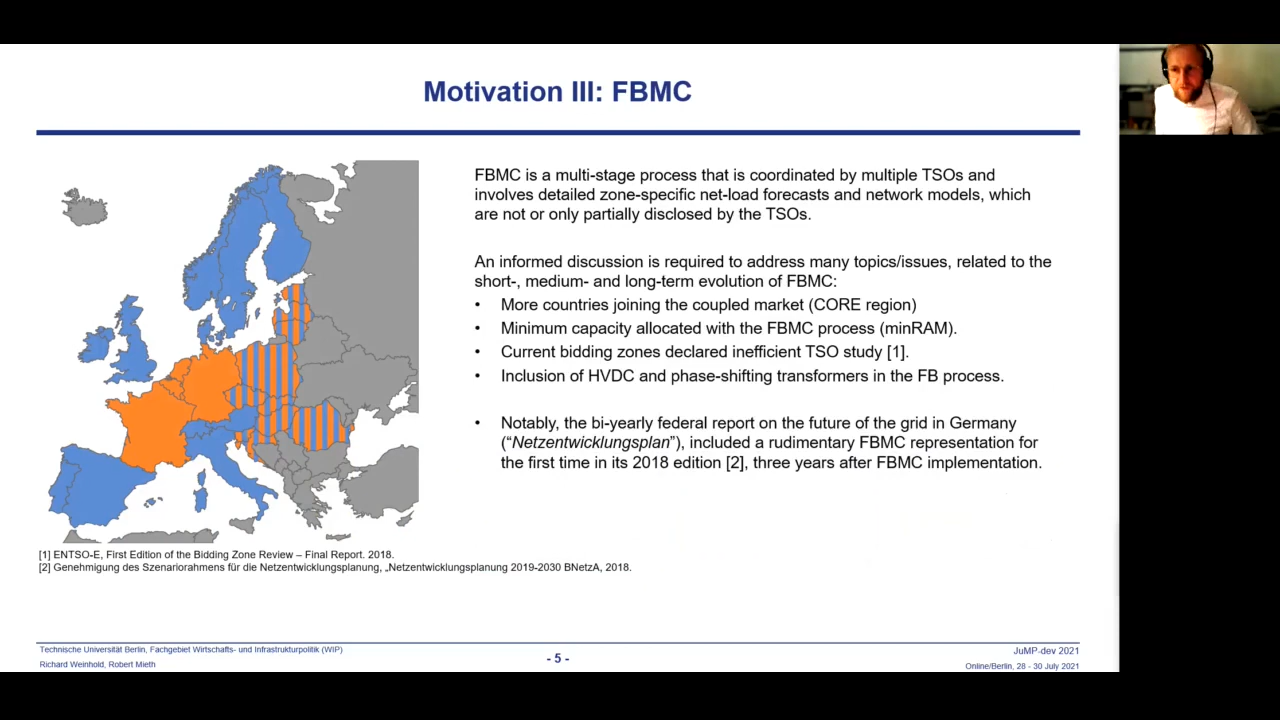 Motivation III: FBMC
FBMC is a multi-stage process that is coordinated by multiple TSOs and
involves detailed zone-specific net-load forecasts and network models, which
are not or only partially disclosed by the TSOs.
An informed discussion is required to address many topics/issues, related to the
short-, medium- and long-term evolution of FBMC:
• More countries joining the coupled market (CORE region)
• Minimum capacity allocated with the FBMC process (minRAM).
• Current bidding zones declared inefficient TSO study [1].
• Inclusion of HVDC and phase-shifting transformers in the FB process.
• Notably, the bi-yearly federal report on the future of the grid in Germany
(“Netzentwicklungsplan”), included a rudimentary FBMC representation for
the first time in its 2018 edition [2], three years after FBMC implementation.
[1] ENTSO-E, First Edition of the Bidding Zone Review – Final Report. 2018.
[2] Genehmigung des Szenariorahmens für die Netzentwicklungsplanung, „Netzentwicklungsplanung 2019-2030 BNetzA, 2018.
Technische Universität Berlin, Fachgebiet Wirtschafts- und Infrastrukturpolitik (WIP)
Richard Weinhold, Robert Mieth
- 5 -
JuMP-dev 2021
Online/Berlin, 28 - 30 July 2021